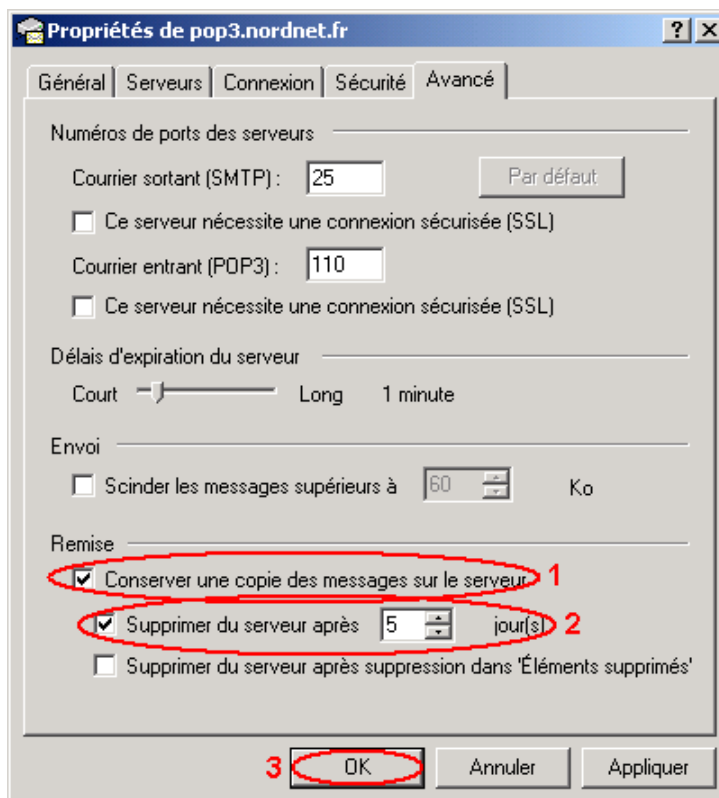 Propriétés de pop3.nordnet.fr
Général Serveurs Connexion Sécurité Avancé
Numéros de ports des serveurs
Courrier sortant (SMTP) : 25 Par défaut
Ce serveur nécessite une connexion sécurisée (SSL)
Courrier entrant (POP3) : 110
Ce serveur nécessite une connexion sécurisée (SSL)
Délais d'expiration du serveur
Court Long 1 minute
Envoi
Scinder les messages supérieurs à 60 Ko
Remise
Conserver une copie des messages sur le serveur 1
Supprimer du serveur après 5 jour(s) 2
Supprimer du serveur après suppression dans 'Éléments supprimés'
3 OK Annuler Appliquer